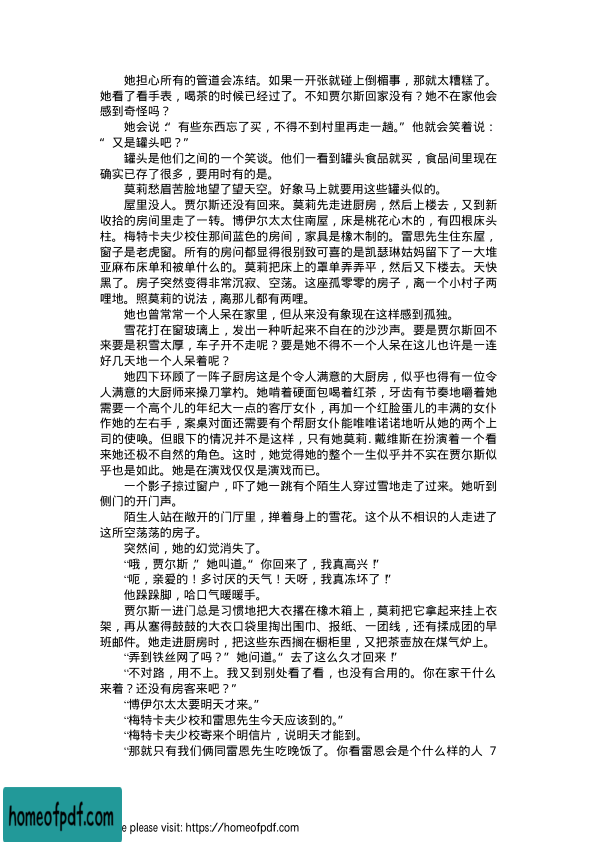 她担心所有的管道会冻结。如果一开张就碰上倒楣事，那就太糟糕了。
她看了看手表，喝茶的时候已经过了。不知贾尔斯回家没有？她不在家他会
感到奇怪吗？
她会说：“有些东西忘了买，不得不到村里再走一趟。”他就会笑着说：
“又是罐头吧？”
罐头是他们之间的一个笑谈。他们一看到罐头食品就买，食品间里现在
确实已存了很多，要用时有的是。
莫莉愁眉苦脸地望了望天空。好象马上就要用这些罐头似的。
屋里没人。贾尔斯还没有回来。莫莉先走进厨房，然后上楼去，又到新
收拾的房间里走了一转。博伊尔太太住南屋，床是桃花心木的，有四根床头
柱。梅特卡夫少校住那间蓝色的房间，家具是橡木制的。雷恩先生住东屋，
窗子是老虎窗。所有的房问都显得很别致可喜的是凯瑟琳姑妈留下了一大堆
亚麻布床单和被单什么的。莫莉把床上的罩单弄弄平，然后又下楼去。天快
黑了。房子突然变得非常沉寂、空荡。这座孤零零的房子，离一个小村子两
哩地。照莫莉的说法，离那儿都有两哩。
她也曾常常一个人呆在家里，但从来没有象现在这样感到孤独。
雪花打在窗玻璃上，发出一种听起来不自在的沙沙声。要是贾尔斯回不
来要是积雪太厚，车子开不走呢？要是她不得不一个人呆在这儿也许是一连
好几天地一个人呆着呢？
她四下环顾了一阵子厨房这是个令人满意的大厨房，似乎也得有一位令
人满意的大厨师来操刀掌杓。她啃着硬面包喝着红茶，牙齿有节奏地嚼着她
需要一个高个儿的年纪大一点的客厅女仆，再加一个红脸蛋儿的丰满的女仆
作她的左右手，案桌对面还需要有个帮厨女仆能唯唯诺诺地听从她的两个上
司的使唤。但眼下的情况并不是这样，只有她莫莉.戴维斯在扮演着一个看
来她还极不自然的角色。这时，她觉得她的整个一生似乎并不实在贾尔斯似
乎也是如此。她是在演戏仅仅是演戏而已。
一个影子掠过窗户，吓了她一跳有个陌生人穿过雪地走了过来。她听到
侧门的开门声。
陌生人站在敞开的门厅里，掸着身上的雪花。这个从不相识的人走进了
这所空荡荡的房子。
突然间，她的幻觉消失了。
“哦，贾尔斯，”她叫道。“你回来了，我真高兴！”
“呃，亲爱的！多讨厌的天气！天呀，我真冻坏了！”
他跺跺脚，哈口气暖暖手。
贾尔斯一进门总是习惯地把大衣撂在橡木箱上，莫莉把它拿起来挂上衣
架，再从塞得鼓鼓的大衣口袋里掏出围巾、报纸、一团线，还有揉成团的早
班邮件。她走进厨房时，把这些东西搁在橱柜里，又把茶壶放在煤气炉上。
“弄到铁丝网了吗？”她问道。“去了这么久才回来！”
“不对路，用不上。我又到别处看了看，也没有合用的。你在家干什么
来着？还没有房客来吧？”
“博伊尔太太要明天才来。”
“梅特卡夫少校和雷思先生今天应该到的。”
“梅特卡夫少校寄来个明信片，说明天才能到。
“那就只有我们俩同雷恩先生吃晚饭了。你看雷恩会是个什么样的人 7
homeofpdf.com
e please visit: https://homeofpdf.com